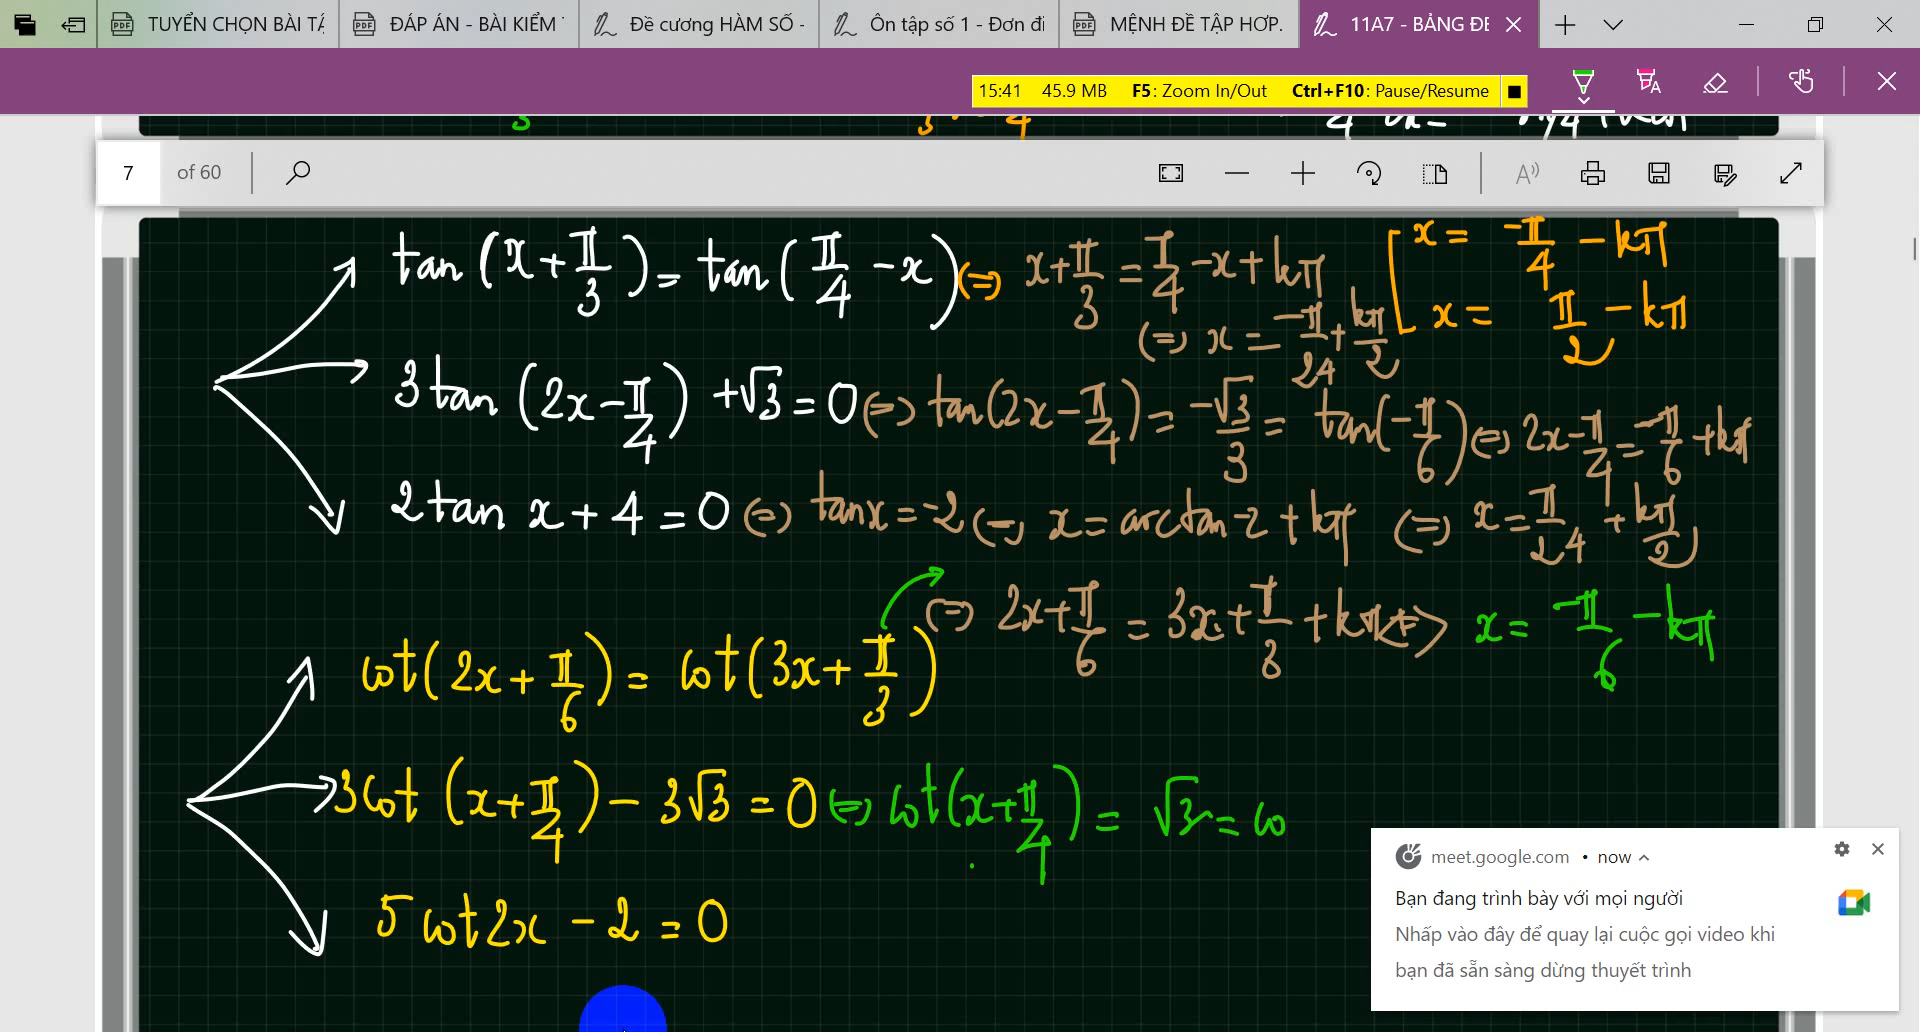 TUYỂN CHỌN BÀI TẬ
ĐÁP ÁN - BÀI KIỂM T
Đề cương HÀM SỐ -
Ôn tập số 1 - Đơn đi
MỆNH ĐỀ TẬP HƠP.
11A7 - BẢNG ĐE
15:41 45.9 MB F5: Zoom In/Out Ctrl+F10: Pause/Resume
7 of 60
tan(x+π/3) = tan(π/4 -x) (=) x+π/3 = π/4 -x+kπ
(=) x = -π/24 + kπ/2
[ x = -π/4 - kπ
x = π/2 - kπ
3tan(2x-π/4) +√3 = 0 (=) tan(2x-π/4) = -√3/3 = tan(-π/6) (=) 2x-π/4 = -π/6 +kπ
2tan x + 4 = 0 (=) tanx = -2 (=) x = arctan-2 + kπ (=) x = π/24 + kπ/2
cot(2x+π/6) = cot(3x+π/3) (=) 2x+π/6 = 3x+π/3 +kπ <=> x = -π/6 - kπ
3cot(x+π/4) - 3√3 = 0 (=) cot(x+π/4) = √3 = co
5cot2x - 2 = 0
meet.google.com • now
Bạn đang trình bày với mọi người
Nhấp vào đây để quay lại cuộc gọi video khi
bạn đã sẵn sàng dừng thuyết trình